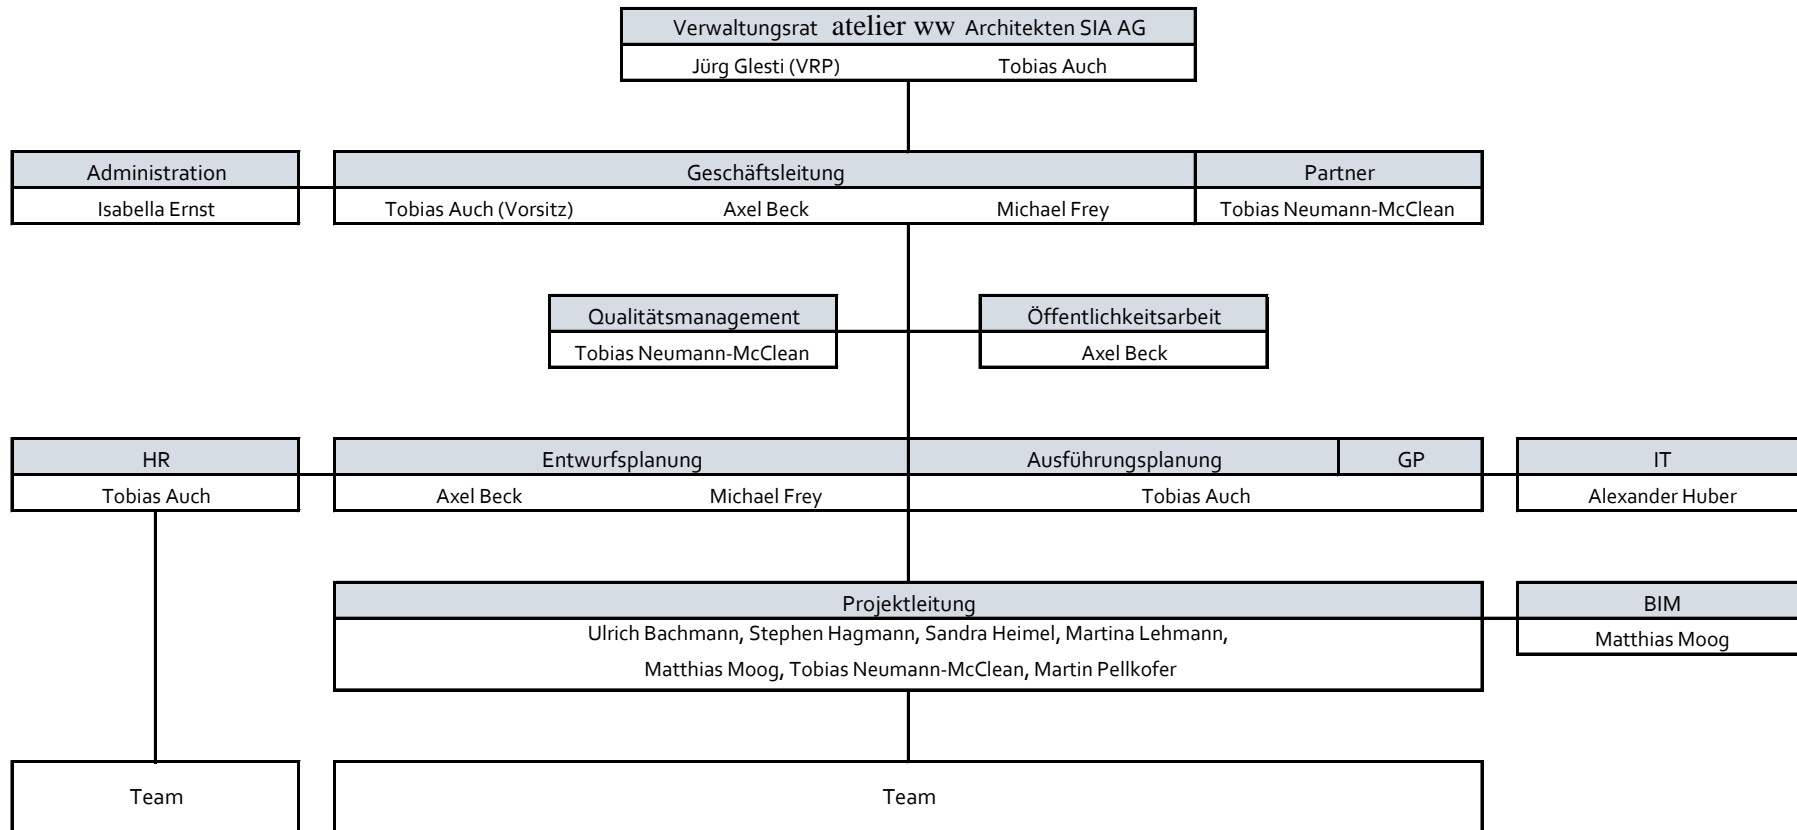 Verwaltungsrat atelier ww Architekten SIA AG
Jürg Glesti (VRP) Tobias Auch
Administration Geschäftsleitung Partner
Isabella Ernst Tobias Auch (Vorsitz) Axel Beck Michael Frey Tobias Neumann-McClean
Qualitätsmanagement Öffentlichkeitsarbeit
Tobias Neumann-McClean Axel Beck
HR Entwurfsplanung Ausführungsplanung GP IT
Tobias Auch Axel Beck Michael Frey Tobias Auch Alexander Huber
Projektleitung BIM
Ulrich Bachmann, Stephen Hagmann, Sandra Heimel, Martina Lehmann,
Matthias Moog
Matthias Moog, Tobias Neumann-McClean, Martin Pellkofer
Team Team